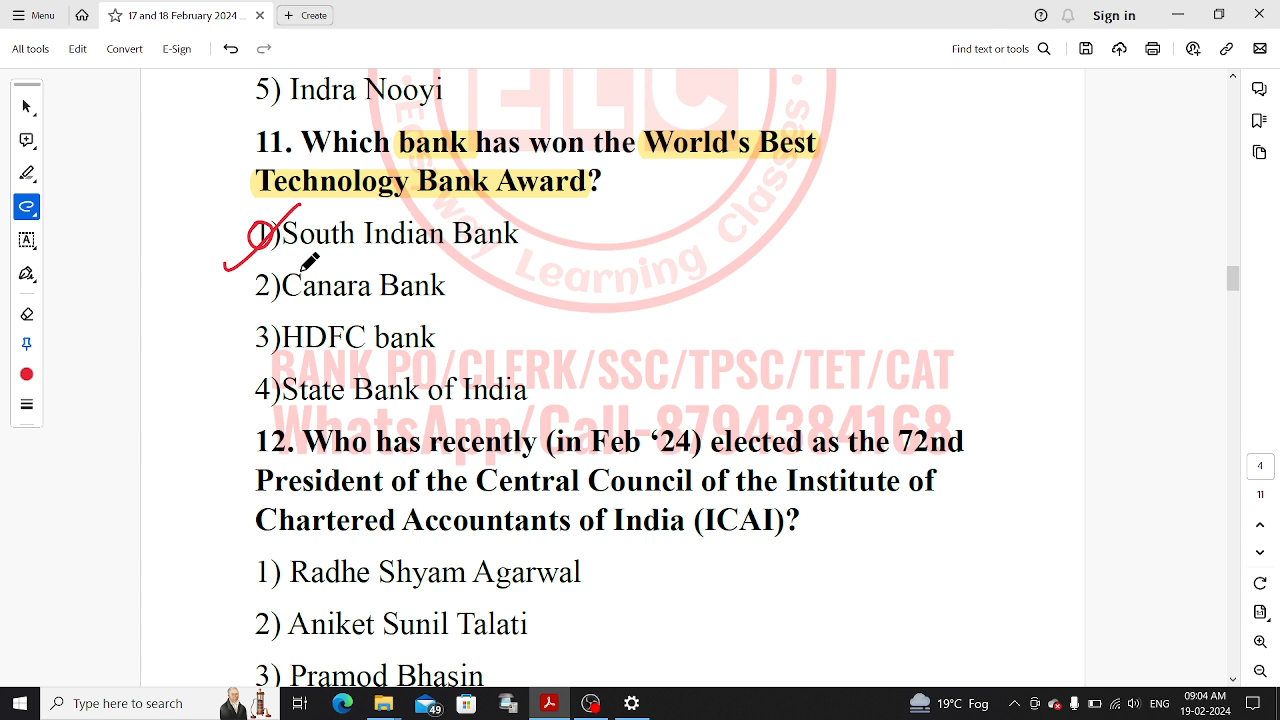 Menu
17 and 18 February 2024 ...
Create
Sign in
All tools
Edit
Convert
E-Sign
Find text or tools
5) Indra Nooyi
11. Which bank has won the World's Best
Technology Bank Award?
1)South Indian Bank
2)Canara Bank
3)HDFC bank
4)State Bank of India
12. Who has recently (in Feb ‘24) elected as the 72nd
President of the Central Council of the Institute of
Chartered Accountants of India (ICAI)?
1) Radhe Shyam Agarwal
2) Aniket Sunil Talati
3) Pramod Bhasin
ELC
Learning Classes
BANK PO/CLERK/SSC/TPSC/TET/CAT
WhatsApp/Call-8794384168
4
11
Type here to search
49
19°C Fog
ENG
09:04 AM
19-02-2024